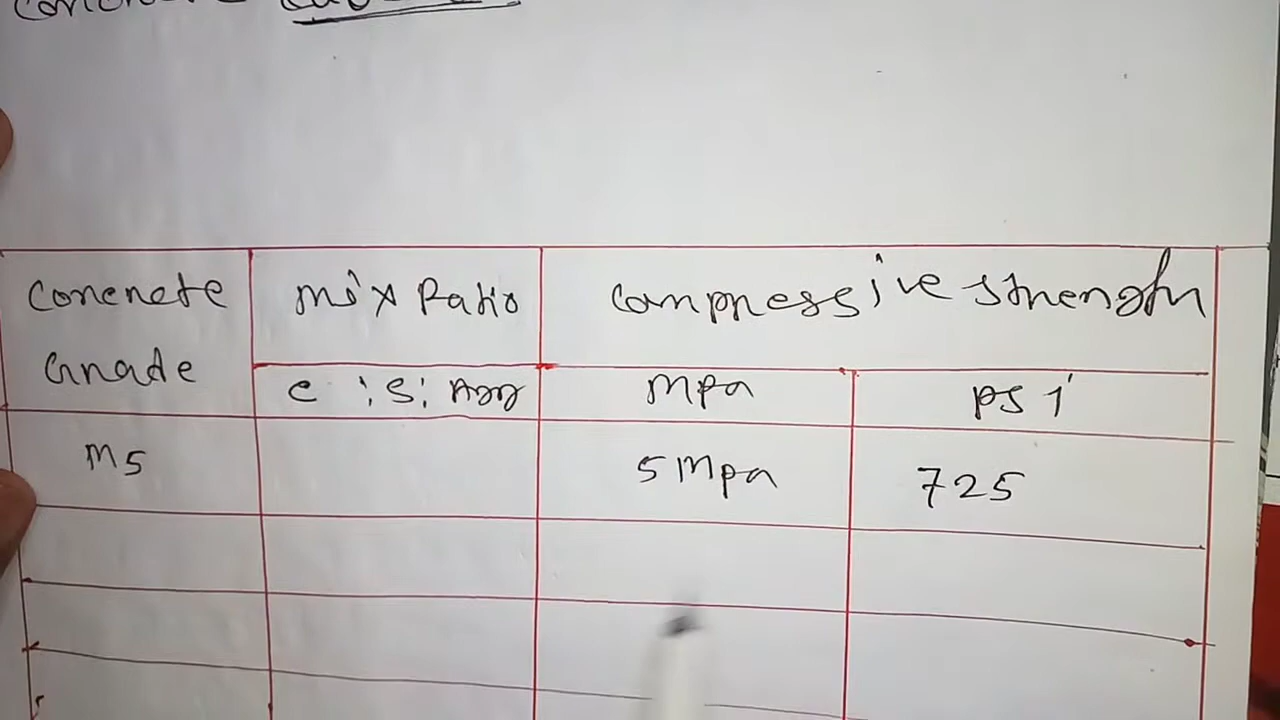 Concrete
mix Ratio
compressive strength
Grade
C : S : Agg
mpa
psi
M5
5 mpa
725